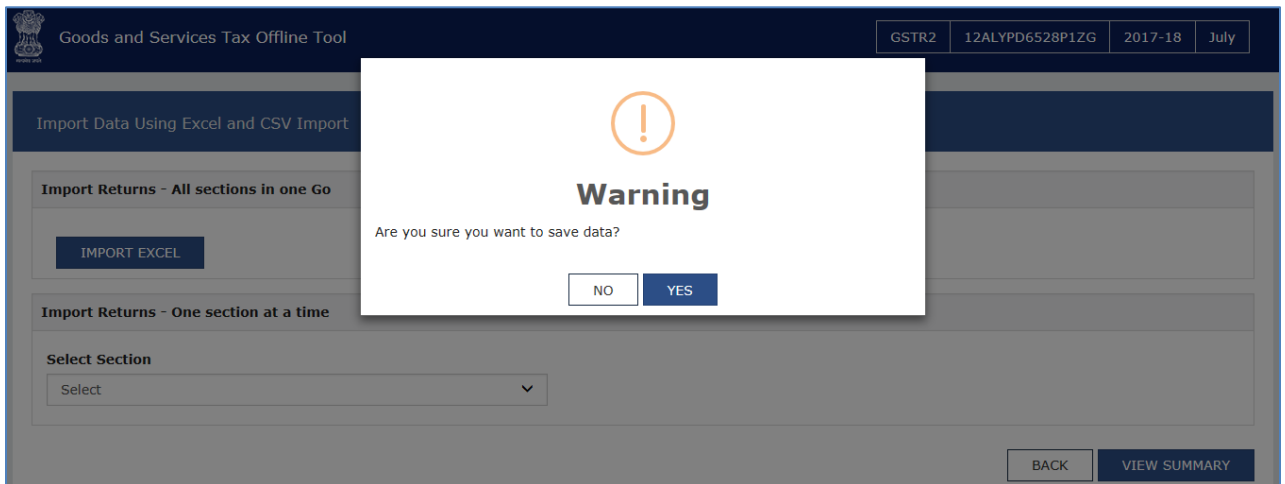 Goods and Services Tax Offline Tool
GSTR2 12ALYPD6528P1ZG 2017-18 July
Import Data Using Excel and CSV Import
Import Returns - All sections in one Go
IMPORT EXCEL
Warning
Are you sure you want to save data?
NO YES
Import Returns - One section at a time
Select Section
Select
BACK VIEW SUMMARY